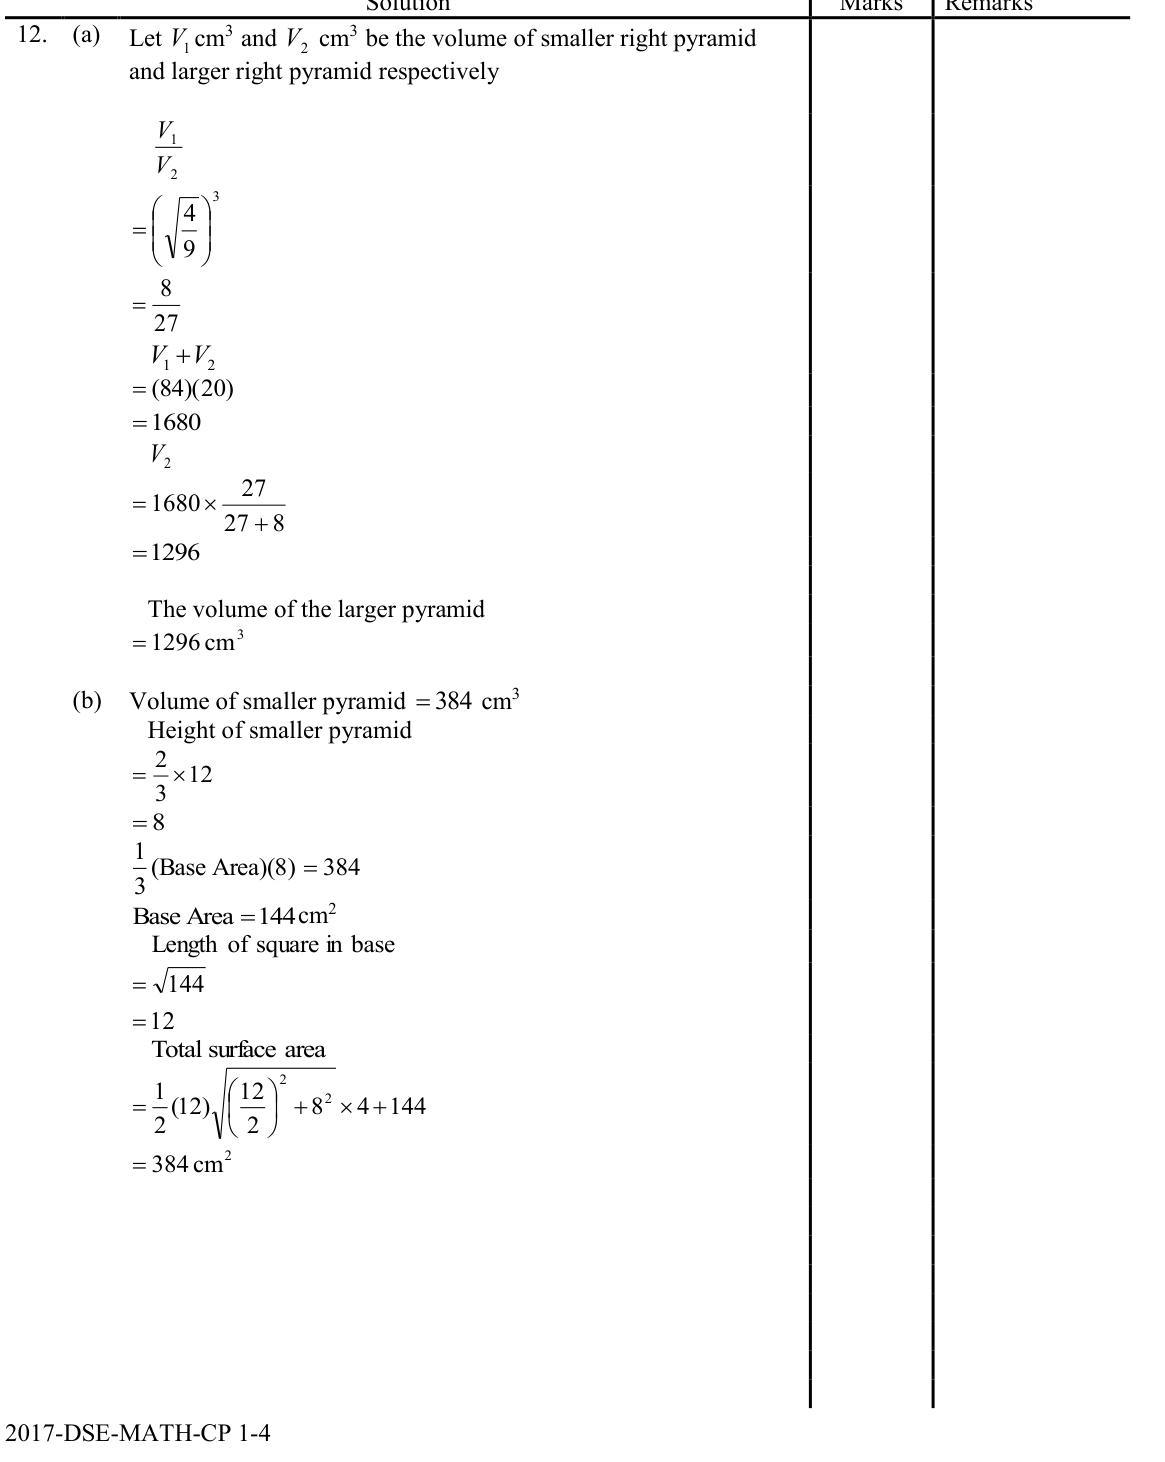 Solution Marks Remarks
12. (a) Let V₁ cm³ and V₂ cm³ be the volume of smaller right pyramid
and larger right pyramid respectively
V₁/V₂
= (√(4/9))³
= 8/27
V₁ + V₂
= (84)(20)
= 1680
V₂
= 1680 × 27/(27 + 8)
= 1296
The volume of the larger pyramid
= 1296 cm³
(b) Volume of smaller pyramid = 384 cm³
Height of smaller pyramid
= 2/3 × 12
= 8
1/3 (Base Area)(8) = 384
Base Area = 144 cm²
Length of square in base
= √144
= 12
Total surface area
= 1/2 (12)√((12/2)² + 8²) × 4 + 144
= 384 cm²
2017-DSE-MATH-CP 1-4